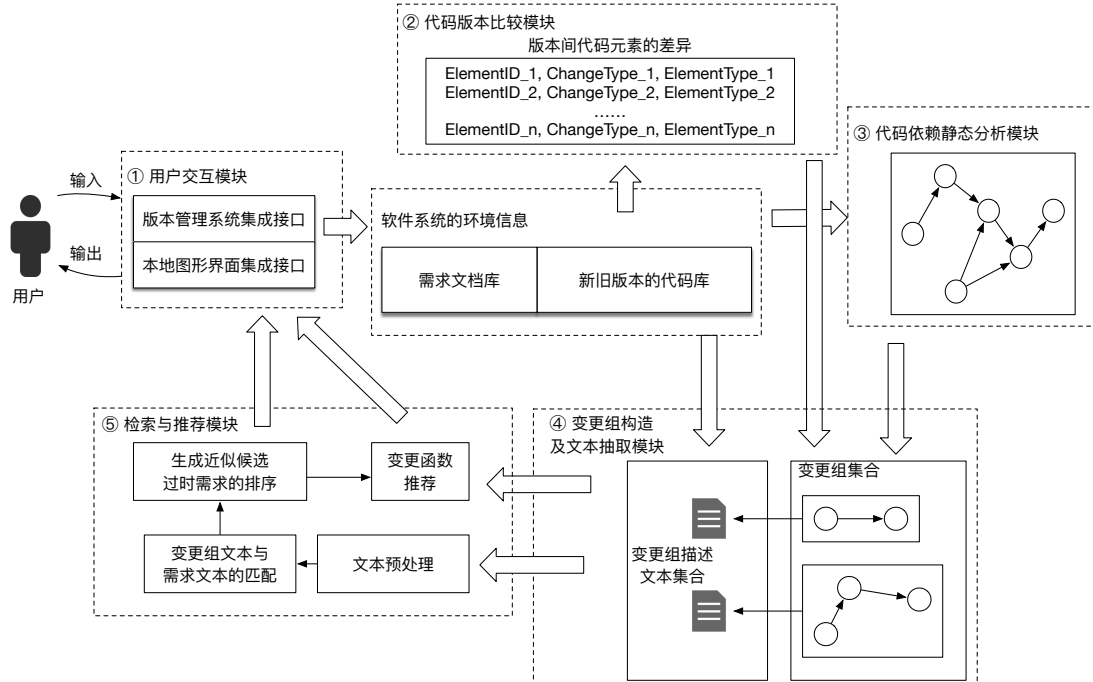 ② 代码版本比较模块
版本间代码元素的差异
ElementID_1, ChangeType_1, ElementType_1
ElementID_2, ChangeType_2, ElementType_2
......
ElementID_n, ChangeType_n, ElementType_n
③ 代码依赖静态分析模块
① 用户交互模块
版本管理系统集成接口
本地图形界面集成接口
输入
输出
用户
软件系统的环境信息
需求文档库
新旧版本的代码库
⑤ 检索与推荐模块
生成近似候选
过时需求的排序
变更函数
推荐
变更组文本与
需求文本的匹配
文本预处理
④ 变更组构造
及文本抽取模块
变更组集合
变更组描述
文本集合